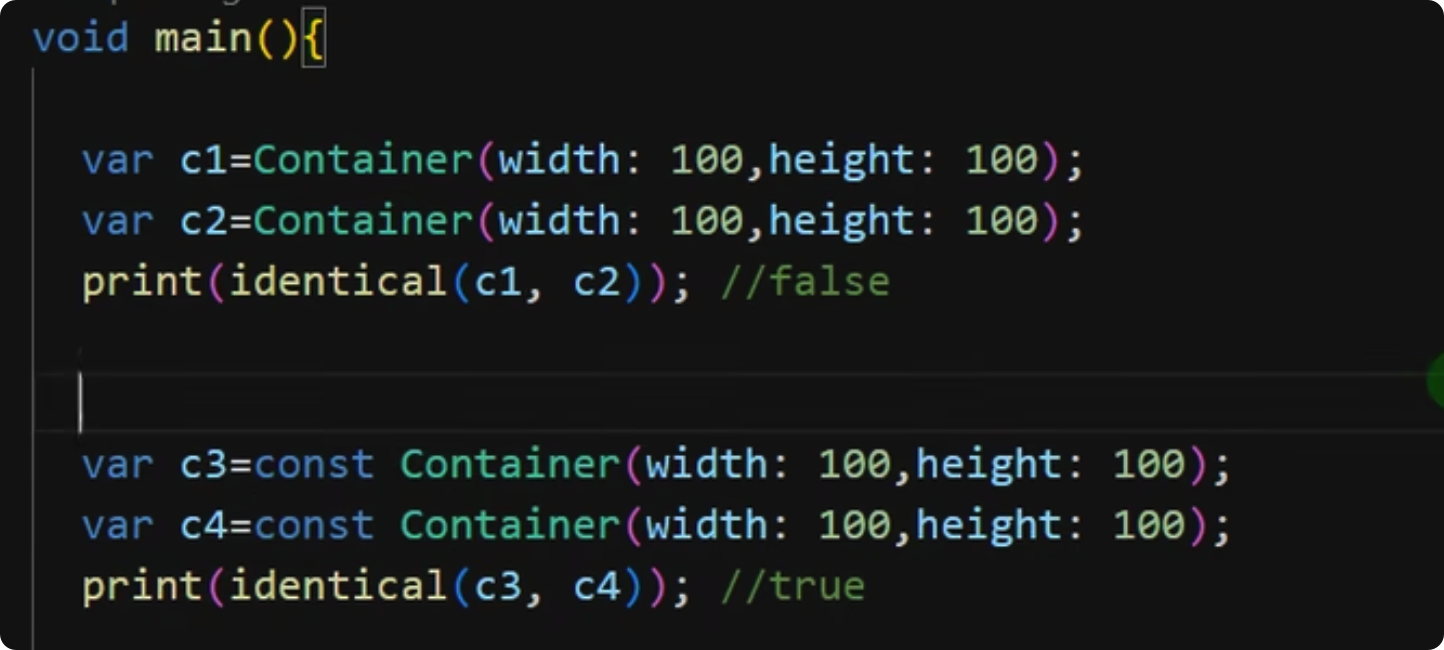 void main(){
var c1=Container(width: 100,height: 100);
var c2=Container(width: 100,height: 100);
print(identical(c1, c2)); //false
var c3=const Container(width: 100,height: 100);
var c4=const Container(width: 100,height: 100);
print(identical(c3, c4)); //true